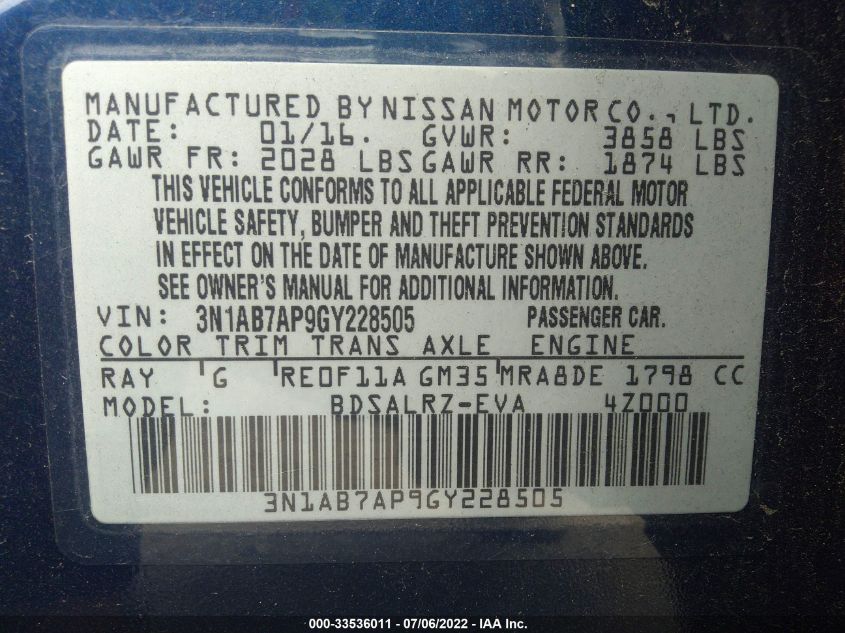 MANUFACTURED BY NISSAN MOTOR CO., LTD.
DATE: 01/16. GVWR: 3858 LBS
GAWR FR: 2028 LBS GAWR RR: 1874 LBS
THIS VEHICLE CONFORMS TO ALL APPLICABLE FEDERAL MOTOR
VEHICLE SAFETY, BUMPER AND THEFT PREVENTION STANDARDS
IN EFFECT ON THE DATE OF MANUFACTURE SHOWN ABOVE.
SEE OWNER'S MANUAL FOR ADDITIONAL INFORMATION.
VIN: 3N1AB7AP9GY228505 PASSENGER CAR.
COLOR TRIM TRANS AXLE ENGINE
RAY G RE0F11A GM35 MRA8DE 1798 CC
MODEL: BDSALRZ-EVA 4Z000
3N1AB7AP9GY228505
000-33536011 - 07/06/2022 - IAA Inc.